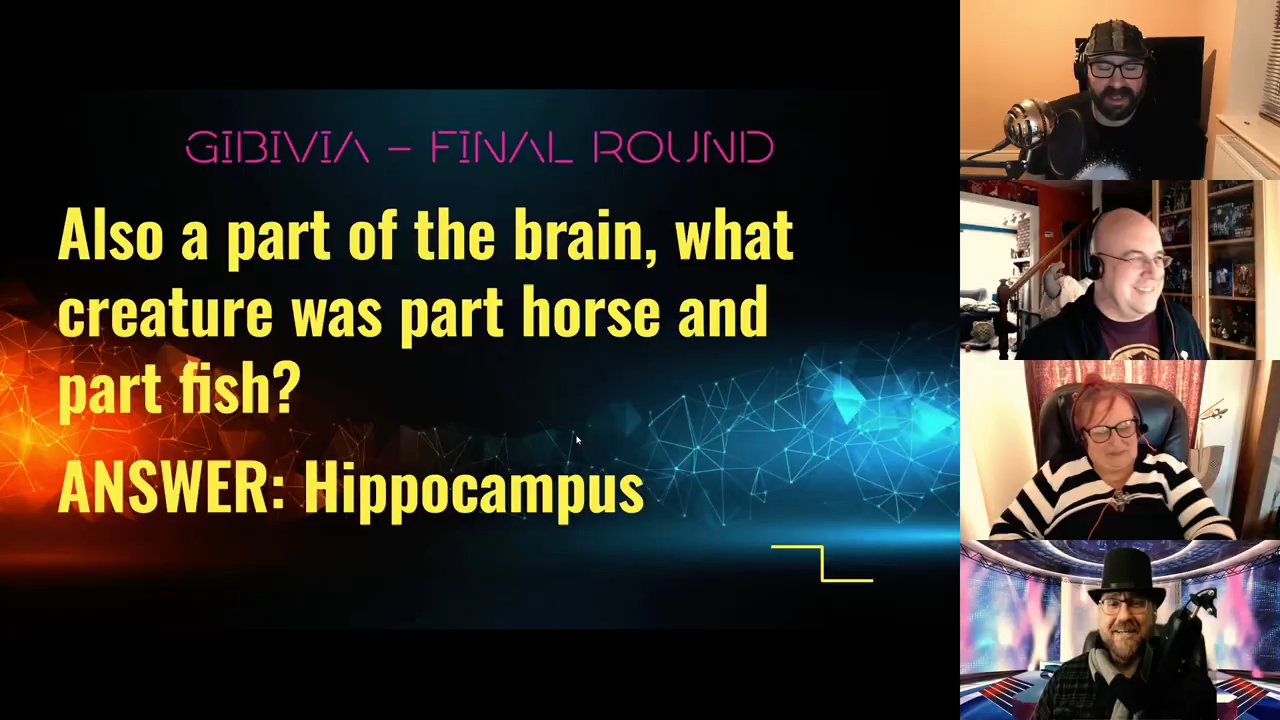 GIBIVIA – FINAL ROUND
Also a part of the brain, what
creature was part horse and
part fish?
ANSWER: Hippocampus